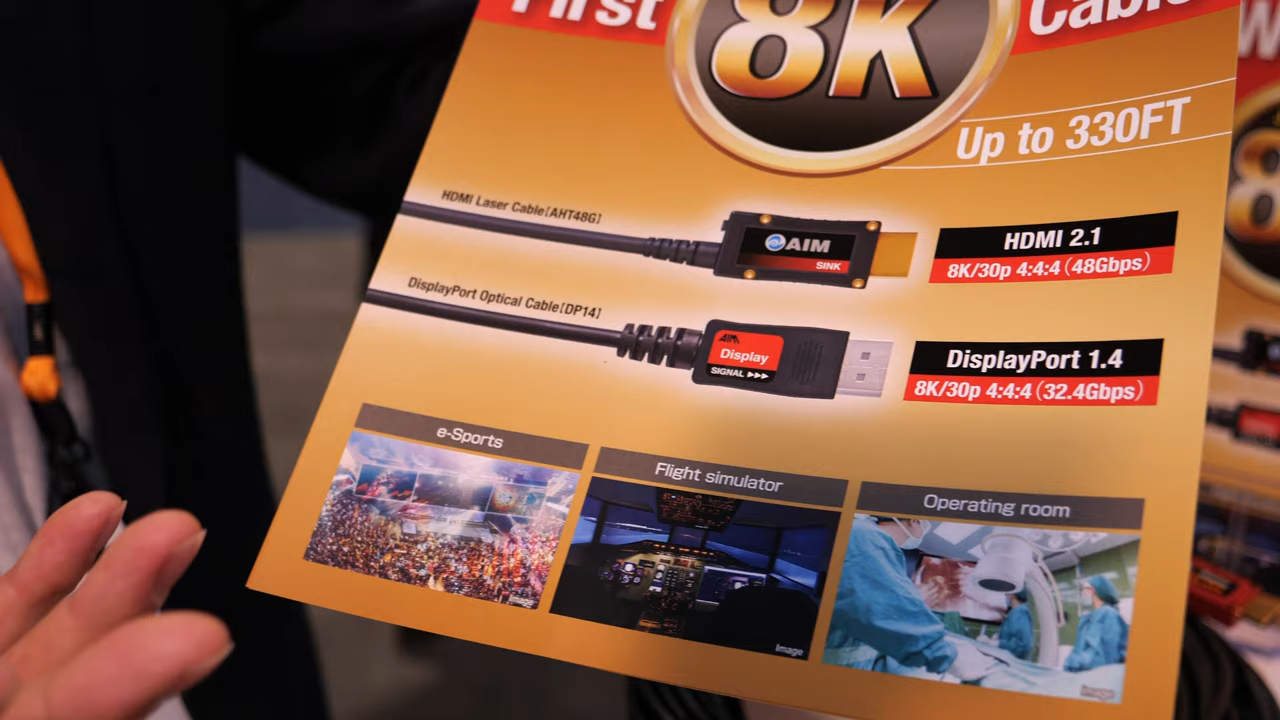 First 8K Cable
Up to 330FT
HDMI Laser Cable[AHT48G]
AIM
SINK
HDMI 2.1
8K/30p 4:4:4(48Gbps)
DisplayPort Optical Cable[DP14]
AIM
Display
SIGNAL ▶▶▶
DisplayPort 1.4
8K/30p 4:4:4(32.4Gbps)
e-Sports
Flight simulator
Operating room
Image
Image
Image
W
8